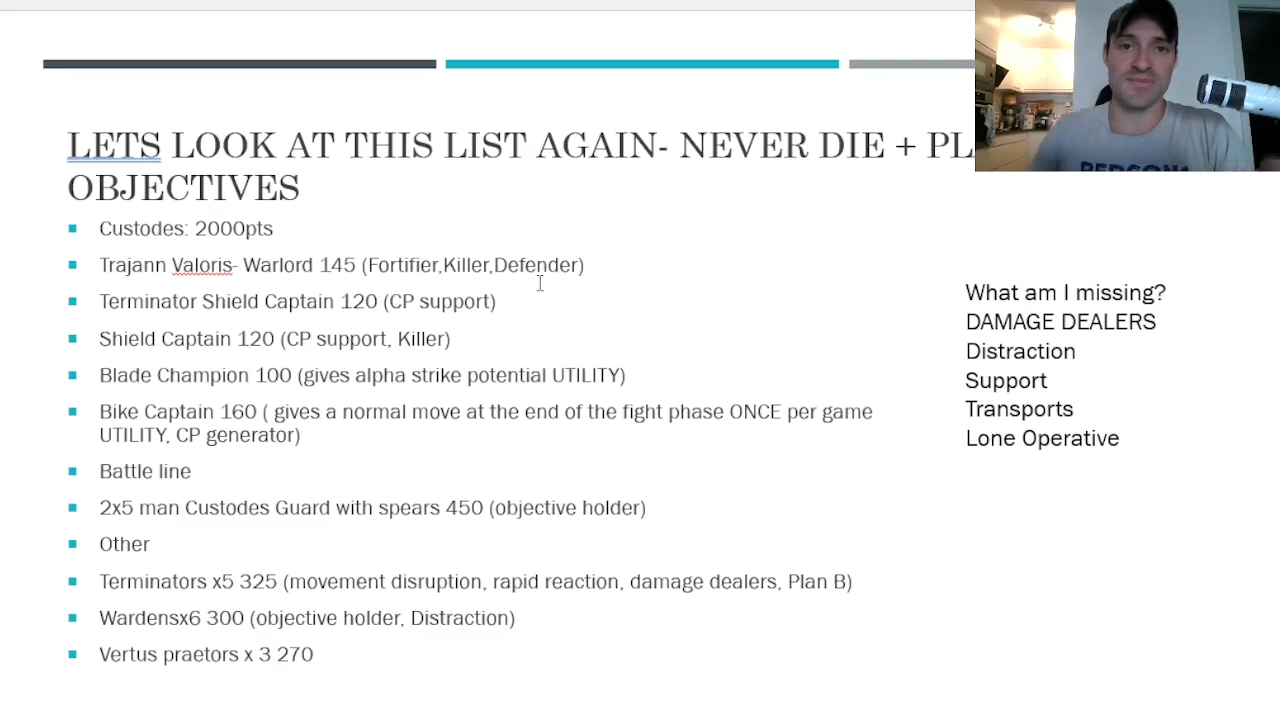 LETS LOOK AT THIS LIST AGAIN- NEVER DIE + PL
OBJECTIVES
Custodes: 2000pts
Trajann Valoris- Warlord 145 (Fortifier,Killer,Defender)
Terminator Shield Captain 120 (CP support)
Shield Captain 120 (CP support, Killer)
Blade Champion 100 (gives alpha strike potential UTILITY)
Bike Captain 160 ( gives a normal move at the end of the fight phase ONCE per game
UTILITY, CP generator)
Battle line
2x5 man Custodes Guard with spears 450 (objective holder)
Other
Terminators x5 325 (movement disruption, rapid reaction, damage dealers, Plan B)
Wardensx6 300 (objective holder, Distraction)
Vertus praetors x 3 270
What am I missing?
DAMAGE DEALERS
Distraction
Support
Transports
Lone Operative